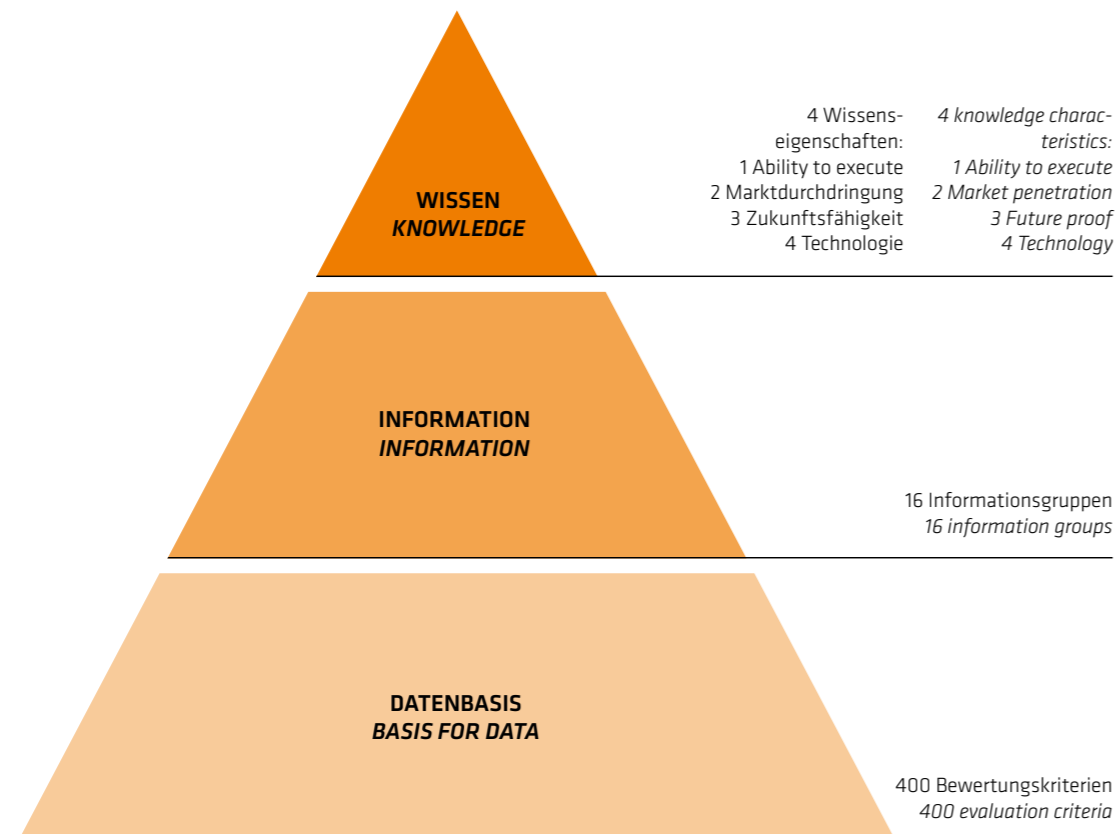 4 Wissens-
eigenschaften:
1 Ability to execute
2 Marktdurchdringung
3 Zukunftsfähigkeit
4 Technologie
4 knowledge charac-
teristics:
1 Ability to execute
2 Market penetration
3 Future proof
4 Technology
WISSEN
KNOWLEDGE
INFORMATION
INFORMATION
16 Informationsgruppen
16 information groups
DATENBASIS
BASIS FOR DATA
400 Bewertungskriterien
400 evaluation criteria